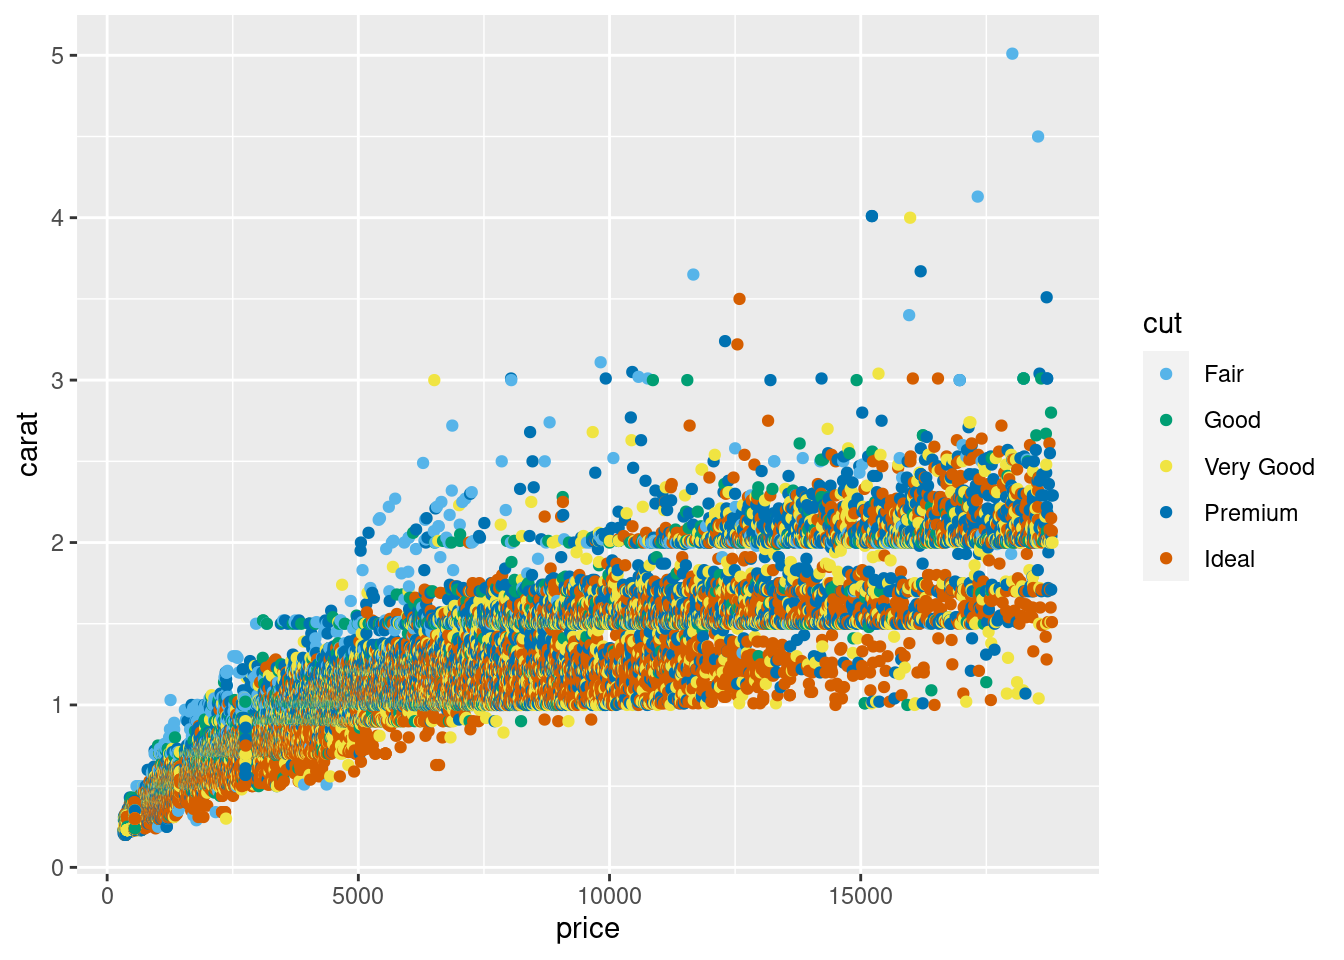 5
4
3
2
1
0
carat
0 5000 10000 15000
price
cut
Fair
Good
Very Good
Premium
Ideal